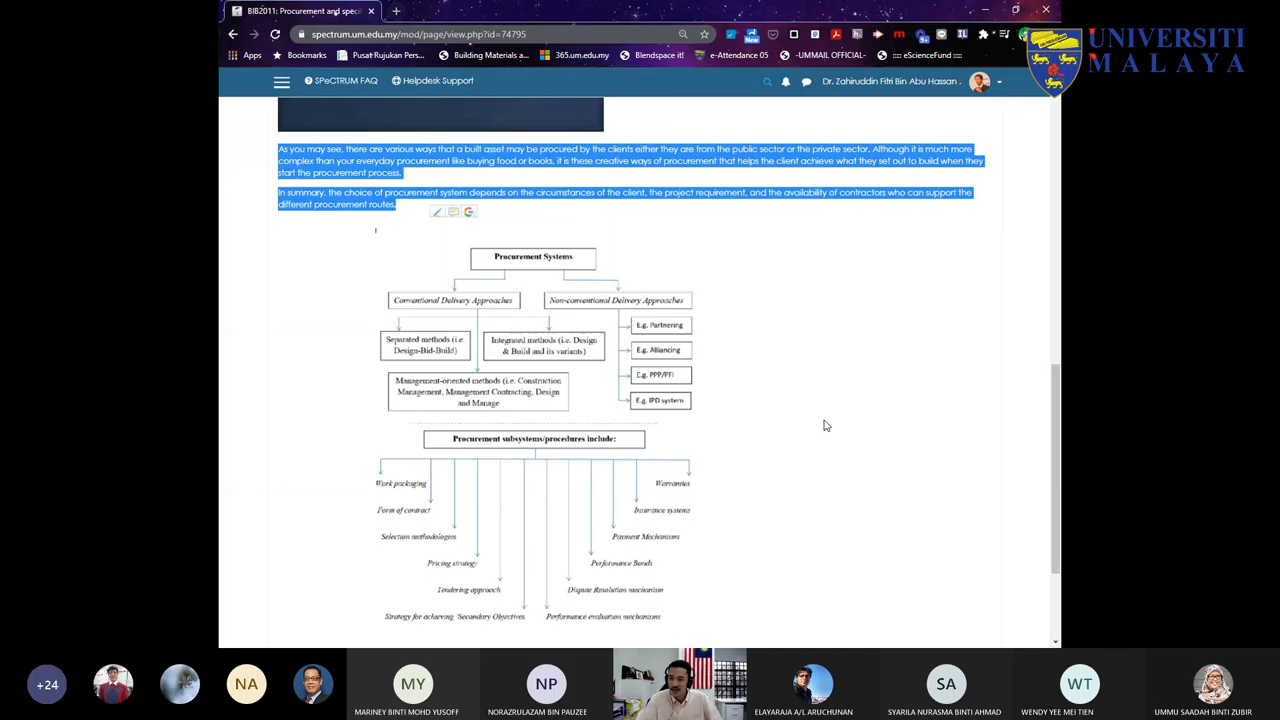 BIB2011: Procurement and spec
UNIVERSITI
MALAYA
spectrum.um.edu.my/mod/page/view.php?id=74795
New
Apps
Bookmarks
Pusat Rujukan Persu
Building Materials a...
365.um.edu.my
Blendspace it!
e-Attendance 05
-UMMAIL OFFICIAL-
:::: eScienceFund ::::
SPeCTRUM FAQ
Helpdesk Support
Dr. Zahiruddin Fitri Bin Abu Hassan .
As you may see, there are various ways that a built asset may be procured by the clients either they are from the public sector or the private sector. Although it is much more
complex than your everyday procurement like buying food or books, it is these creative ways of procurement that helps the client achieve what they set out to build when they
start the procurement process.
In summary, the choice of procurement system depends on the circumstances of the client, the project requirement, and the availability of contractors who can support the
different procurement routes.
Procurement Systems
Conventional Delivery Approaches
Non-conventional Delivery Approaches
Separated methods (i.e.
Design-Bid-Build)
Integrated methods (i.e. Design
& Build and its variants)
E.g. Partnering
E.g. Alliancing
E.g. PPP/PFI
E.g. IPD system
Management-oriented methods (i.e. Construction
Management, Management Contracting, Design
and Manage
Procurement subsystems/procedures include:
Work packaging
Warranties
Form of contract
Insurance systems
Selection methodologies
Payment Mechanisms
Pricing strategy
Performance Bonds
Tendering approach
Dispute Resolution mechanism
Strategy for achieving 'Secondary Objectives
Performance evaluation mechanisms
+24
NA
MY
NP
SA
WT
MARINEY BINTI MOHD YUSOFF
NORAZRULAZAM BIN PAUZEE
ELAYARAJA A/L ARUCHUNAN
SYARILA NURASMA BINTI AHMAD
WENDY YEE MEI TIEN
UMMU SAADAH BINTI ZUBIR